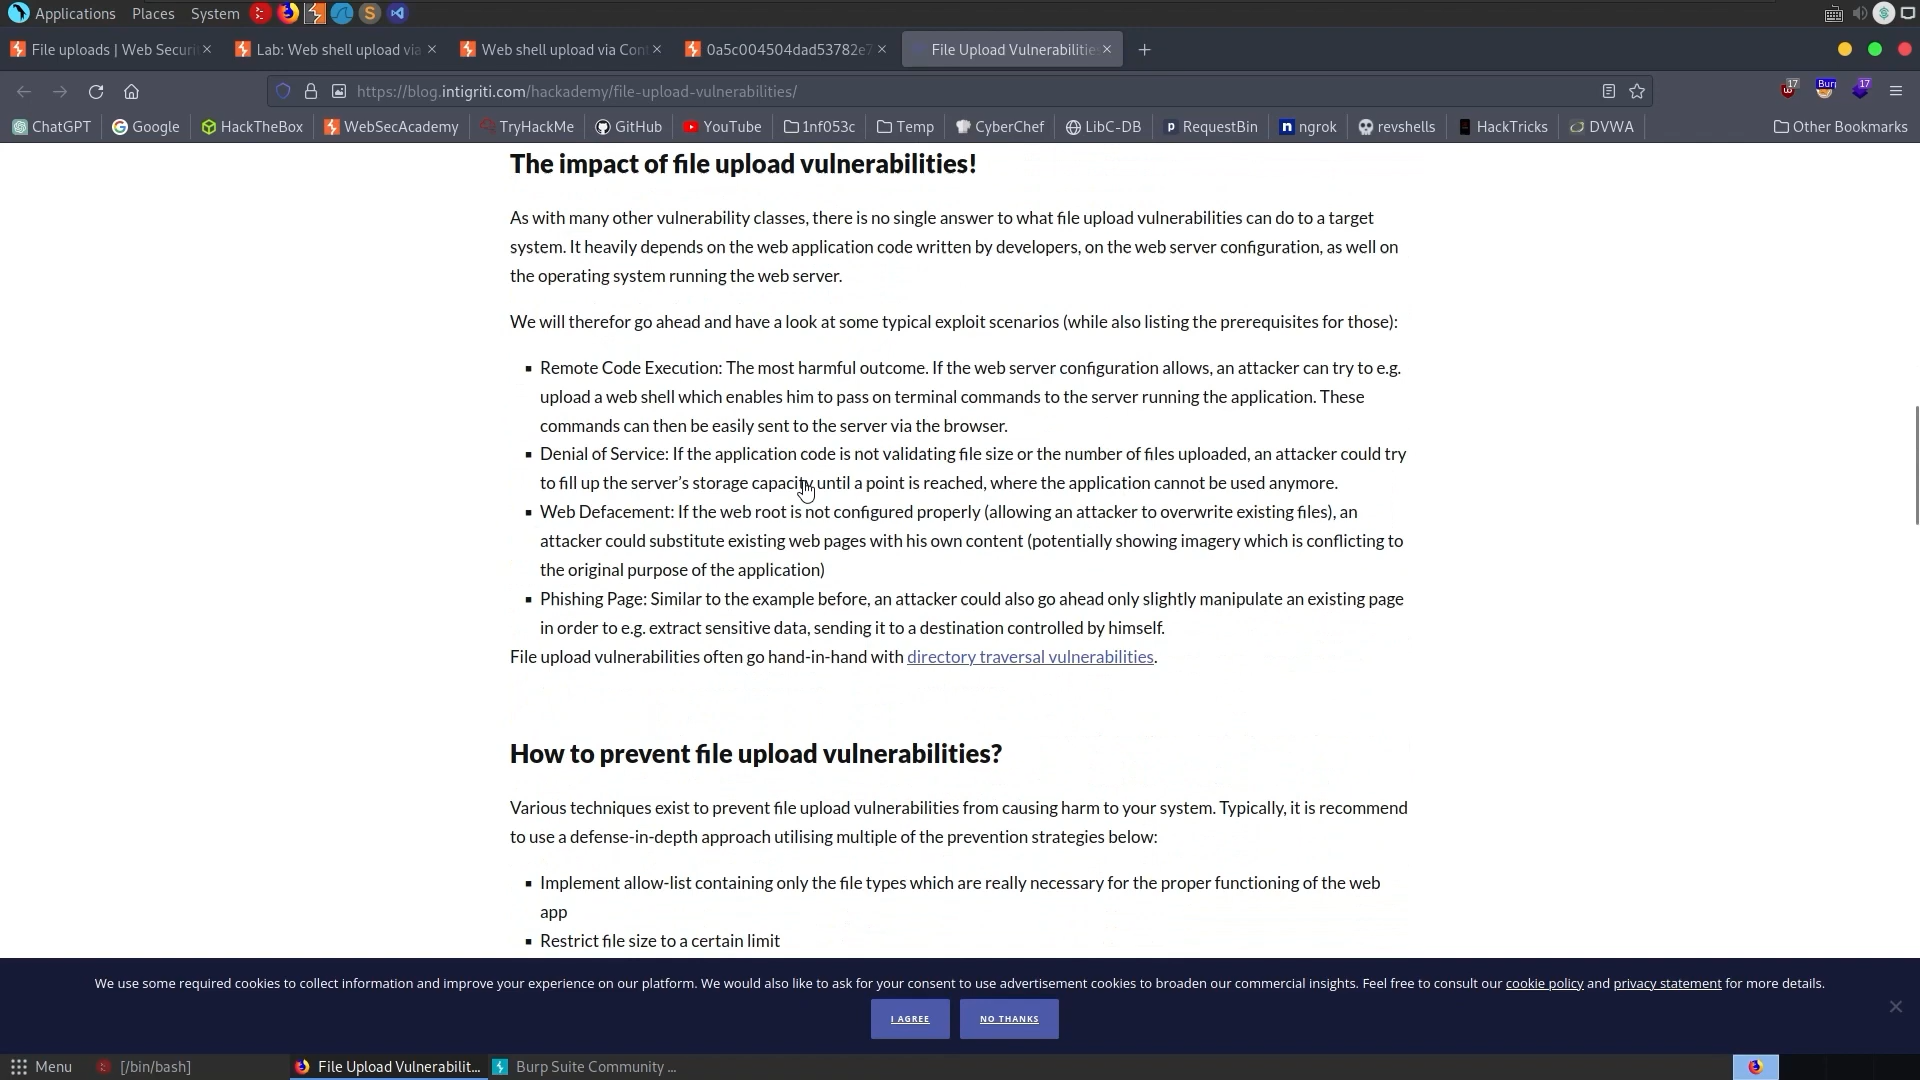 Applications Places System
File uploads | Web Securi
Lab: Web shell upload via
Web shell upload via Con
0a5c004504dad53782e7
File Upload Vulnerabilitie
https://blog.intigriti.com/hackademy/file-upload-vulnerabilities/
17
Burp
17
ChatGPT Google HackTheBox WebSecAcademy TryHackMe GitHub YouTube 1nf053c Temp CyberChef LibC-DB RequestBin ngrok revshells HackTricks DVWA Other Bookmarks
The impact of file upload vulnerabilities!
As with many other vulnerability classes, there is no single answer to what file upload vulnerabilities can do to a target
system. It heavily depends on the web application code written by developers, on the web server configuration, as well on
the operating system running the web server.
We will therefor go ahead and have a look at some typical exploit scenarios (while also listing the prerequisites for those):
▪ Remote Code Execution: The most harmful outcome. If the web server configuration allows, an attacker can try to e.g.
upload a web shell which enables him to pass on terminal commands to the server running the application. These
commands can then be easily sent to the server via the browser.
▪ Denial of Service: If the application code is not validating file size or the number of files uploaded, an attacker could try
to fill up the server’s storage capacity until a point is reached, where the application cannot be used anymore.
▪ Web Defacement: If the web root is not configured properly (allowing an attacker to overwrite existing files), an
attacker could substitute existing web pages with his own content (potentially showing imagery which is conflicting to
the original purpose of the application)
▪ Phishing Page: Similar to the example before, an attacker could also go ahead only slightly manipulate an existing page
in order to e.g. extract sensitive data, sending it to a destination controlled by himself.
File upload vulnerabilities often go hand-in-hand with directory traversal vulnerabilities.
How to prevent file upload vulnerabilities?
Various techniques exist to prevent file upload vulnerabilities from causing harm to your system. Typically, it is recommend
to use a defense-in-depth approach utilising multiple of the prevention strategies below:
▪ Implement allow-list containing only the file types which are really necessary for the proper functioning of the web
app
▪ Restrict file size to a certain limit
We use some required cookies to collect information and improve your experience on our platform. We would also like to ask for your consent to use advertisement cookies to broaden our commercial insights. Feel free to consult our cookie policy and privacy statement for more details.
I AGREE NO THANKS
Menu [/bin/bash] File Upload Vulnerabilit... Burp Suite Community ...